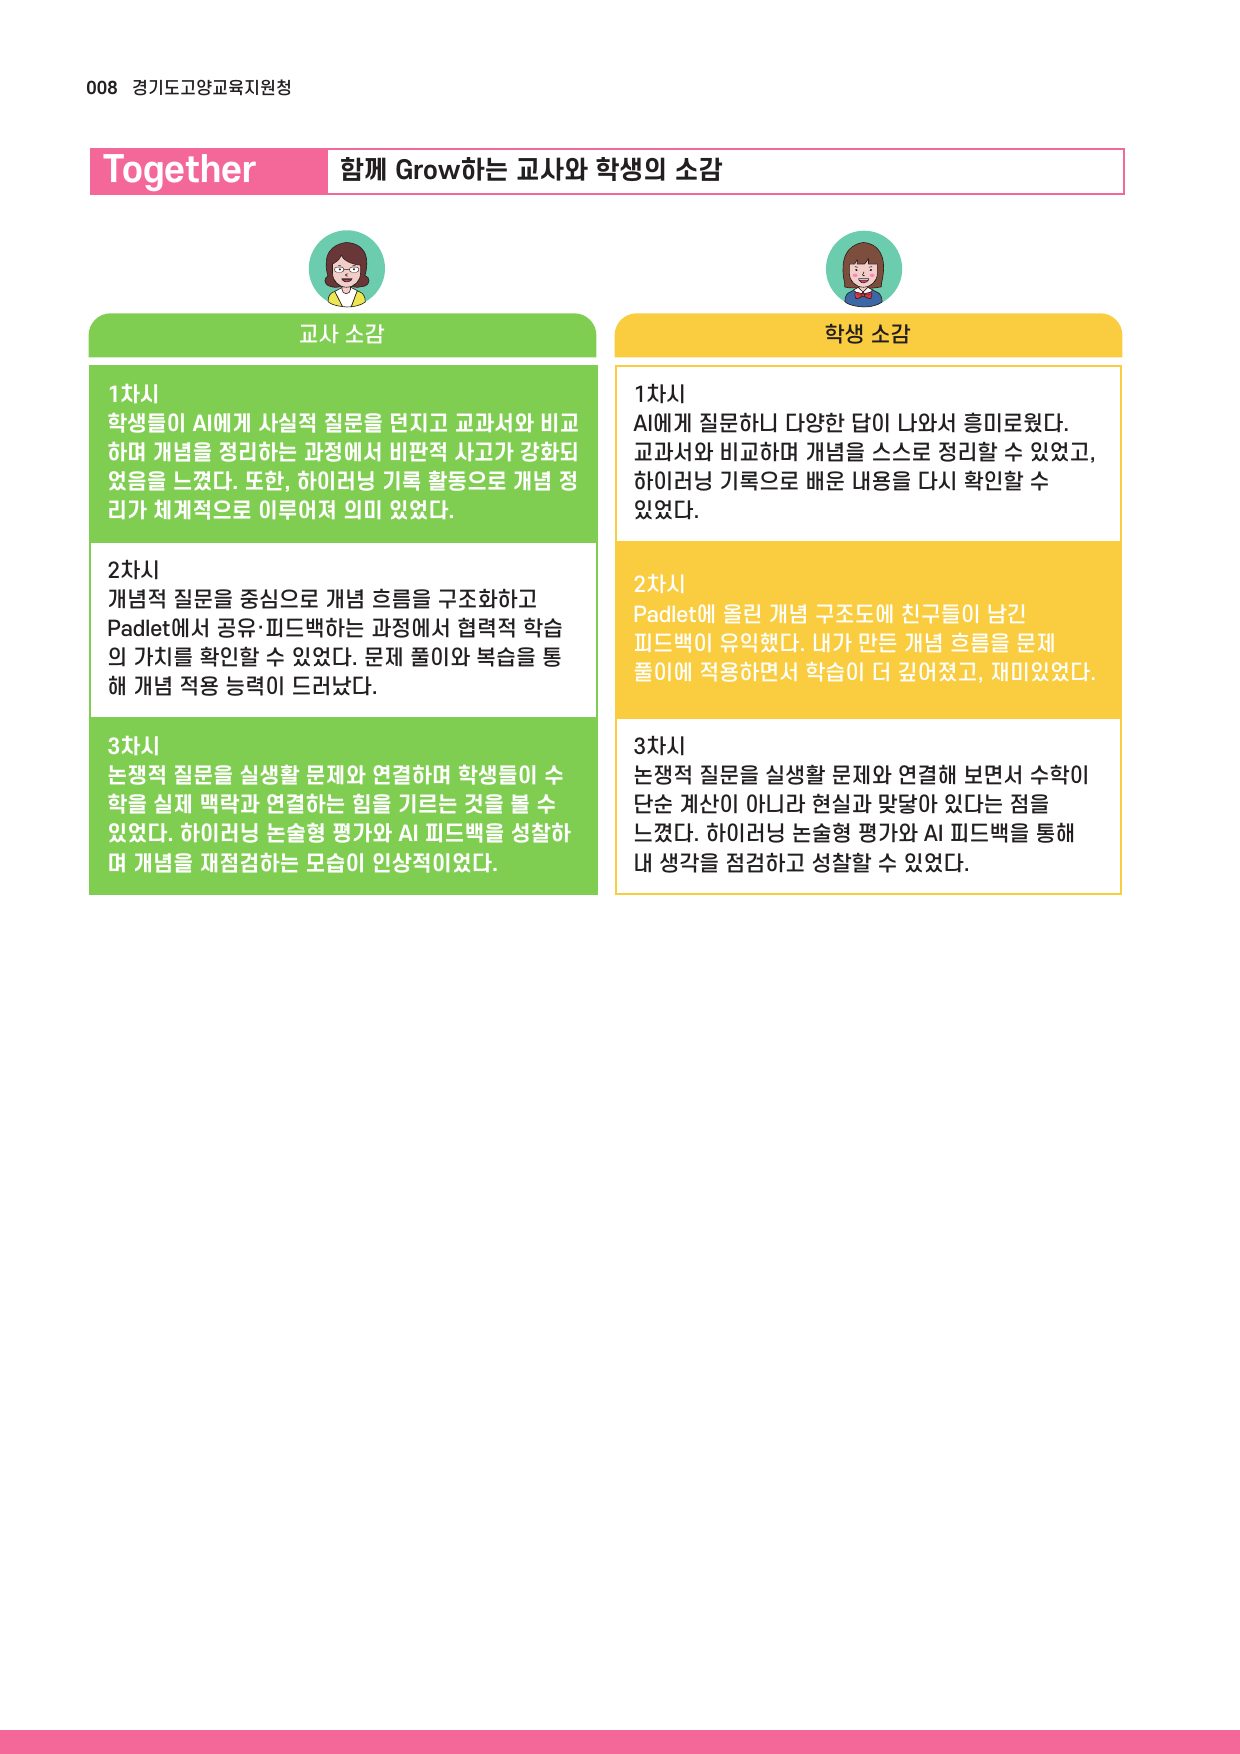 008 경기도고양교육지원청
Together
함께 Grow하는 교사와 학생의 소감
교사 소감
1차시
학생들이 AI에게 사실적 질문을 던지고 교과서와 비교
하며 개념을 정리하는 과정에서 비판적 사고가 강화되
었음을 느꼈다. 또한, 하이러닝 기록 활동으로 개념 정
리가 체계적으로 이루어져 의미 있었다.
2차시
개념적 질문을 중심으로 개념 흐름을 구조화하고
Padlet에서 공유·피드백하는 과정에서 협력적 학습
의 가치를 확인할 수 있었다. 문제 풀이와 복습을 통
해 개념 적용 능력이 드러났다.
3차시
논쟁적 질문을 실생활 문제와 연결하며 학생들이 수
학을 실제 맥락과 연결하는 힘을 기르는 것을 볼 수
있었다. 하이러닝 논술형 평가와 AI 피드백을 성찰하
며 개념을 재점검하는 모습이 인상적이었다.
학생 소감
1차시
AI에게 질문하니 다양한 답이 나와서 흥미로웠다.
교과서와 비교하며 개념을 스스로 정리할 수 있었고,
하이러닝 기록으로 배운 내용을 다시 확인할 수
있었다.
2차시
Padlet에 올린 개념 구조도에 친구들이 남긴
피드백이 유익했다. 내가 만든 개념 흐름을 문제
풀이에 적용하면서 학습이 더 깊어졌고, 재미있었다.
3차시
논쟁적 질문을 실생활 문제와 연결해 보면서 수학이
단순 계산이 아니라 현실과 맞닿아 있다는 점을
느꼈다. 하이러닝 논술형 평가와 AI 피드백을 통해
내 생각을 점검하고 성찰할 수 있었다.